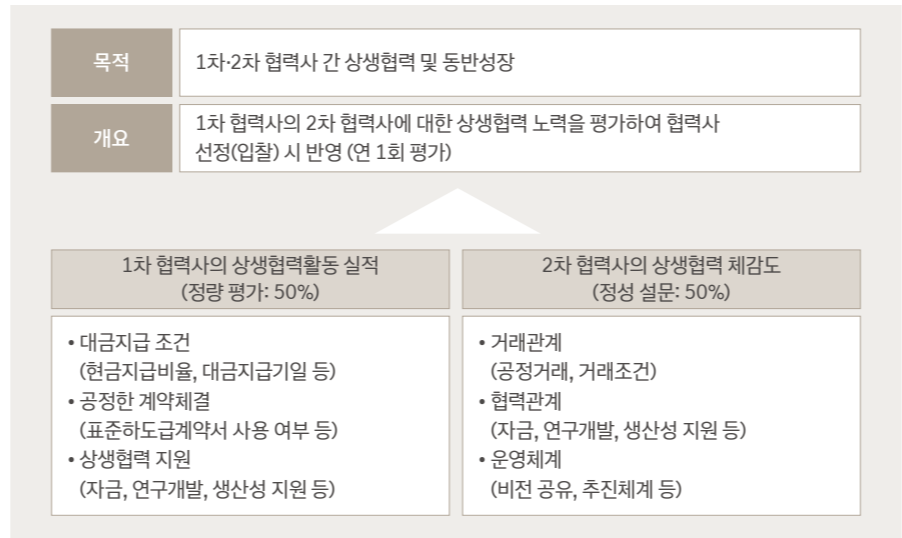 목적
1차·2차 협력사 간 상생협력 및 동반성장
개요
1차 협력사의 2차 협력사에 대한 상생협력 노력을 평가하여 협력사
선정(입찰) 시 반영 (연 1회 평가)
1차 협력사의 상생협력활동 실적
(정량 평가: 50%)
• 대금지급 조건
(현금지급비율, 대금지급기일 등)
• 공정한 계약체결
(표준하도급계약서 사용 여부 등)
• 상생협력 지원
(자금, 연구개발, 생산성 지원 등)
2차 협력사의 상생협력 체감도
(정성 설문: 50%)
• 거래관계
(공정거래, 거래조건)
• 협력관계
(자금, 연구개발, 생산성 지원 등)
• 운영체계
(비전 공유, 추진체계 등)